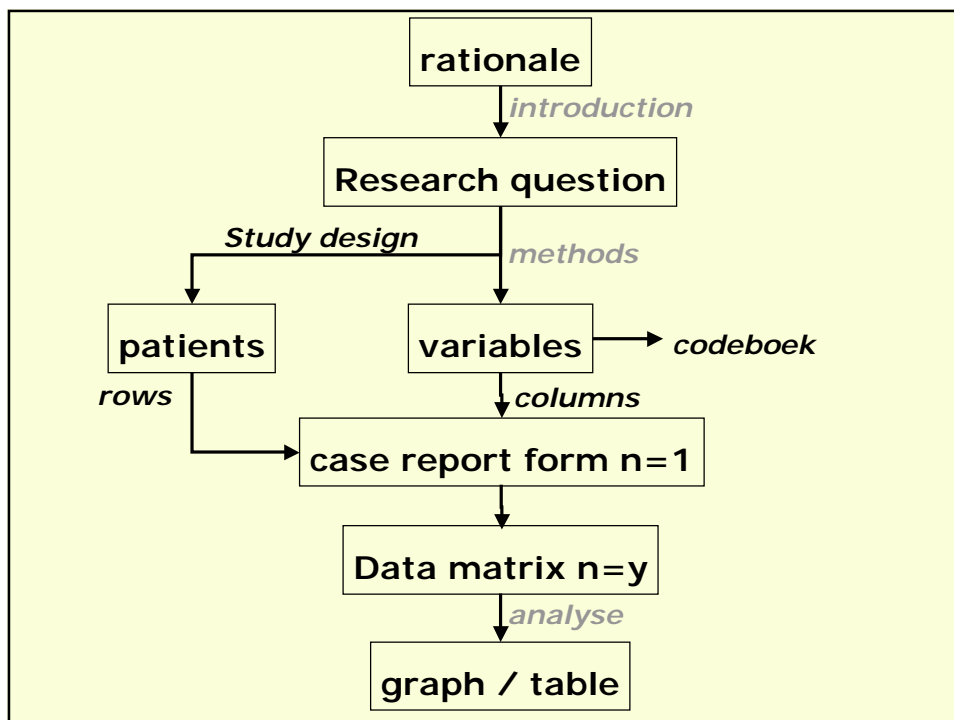 rationale
introduction
Research question
Study design
methods
patients
variables
codeboek
rows
columns
case report form n=1
Data matrix n=y
analyse
graph / table